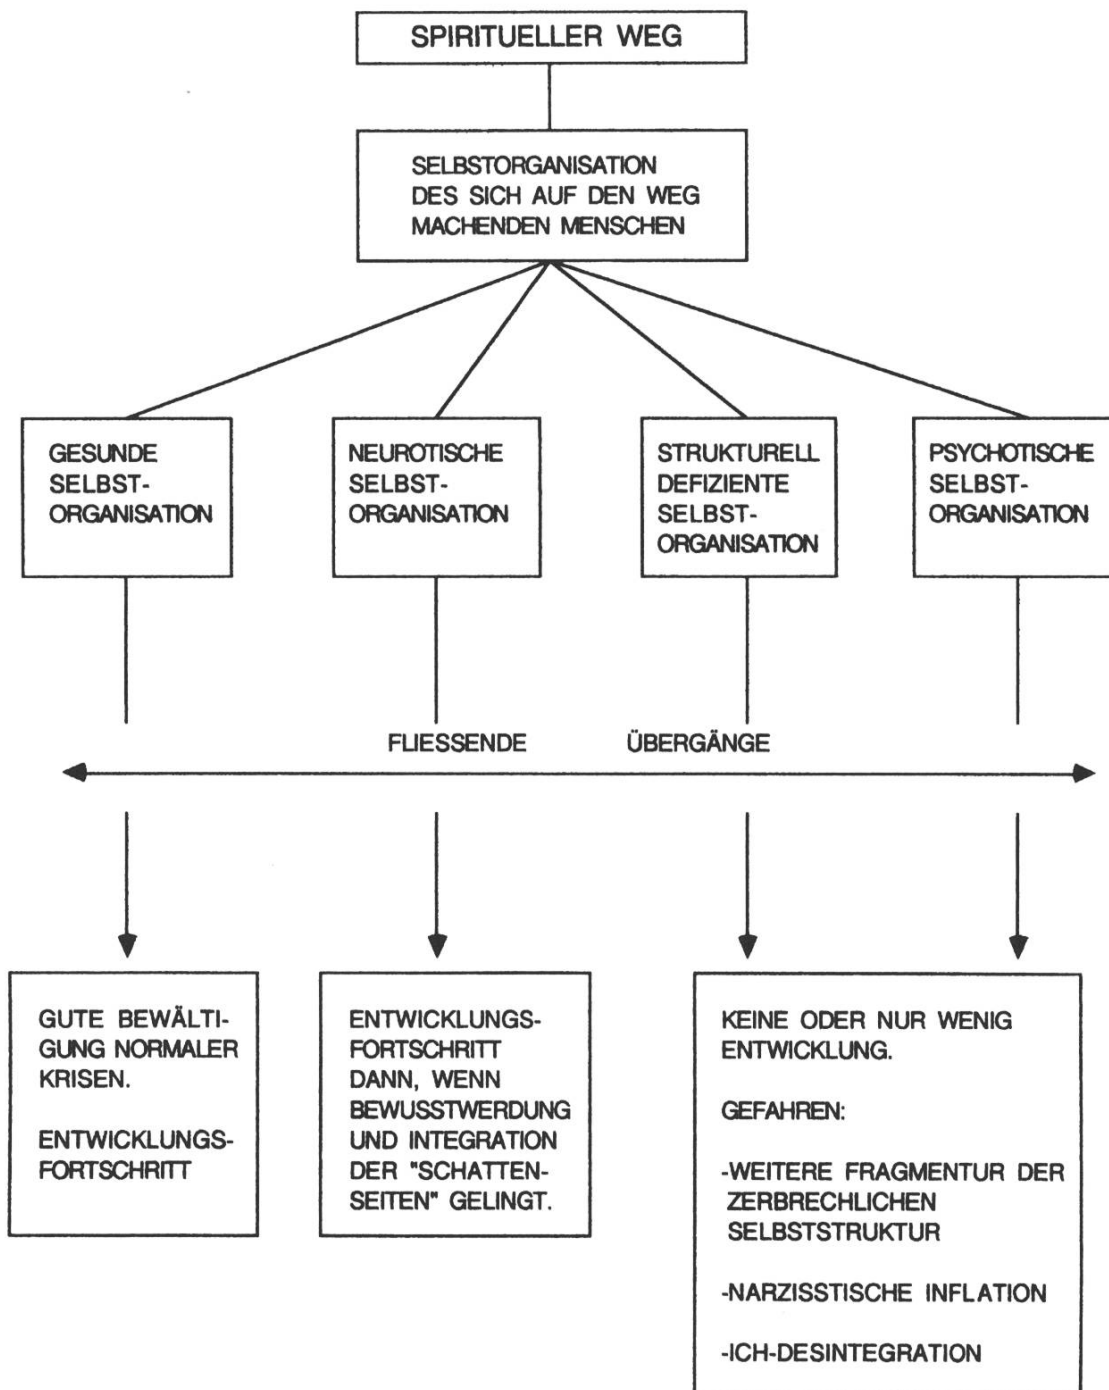 SPIRITUELLER WEG
SELBSTORGANISATION
DES SICH AUF DEN WEG
MACHENDEN MENSCHEN
GESUNDE
SELBST-
ORGANISATION
NEUROTISCHE
SELBST-
ORGANISATION
STRUKTURELL
DEFIZIENTE
SELBST-
ORGANISATION
PSYCHOTISCHE
SELBST-
ORGANISATION
FLIESSENDE ÜBERGÄNGE
GUTE BEWÄLTI-
GUNG NORMALER
KRISEN.
ENTWICKLUNGS-
FORTSCHRITT
ENTWICKLUNGS-
FORTSCHRITT
DANN, WENN
BEWUSSTWERDUNG
UND INTEGRATION
DER "SCHATTEN-
SEITEN" GELINGT.
KEINE ODER NUR WENIG
ENTWICKLUNG.
GEFAHREN:
-WEITERE FRAGMENTUR DER
ZERBRECHLICHEN
SELBSTSTRUKTUR
-NARZISSTISCHE INFLATION
-ICH-DESINTEGRATION